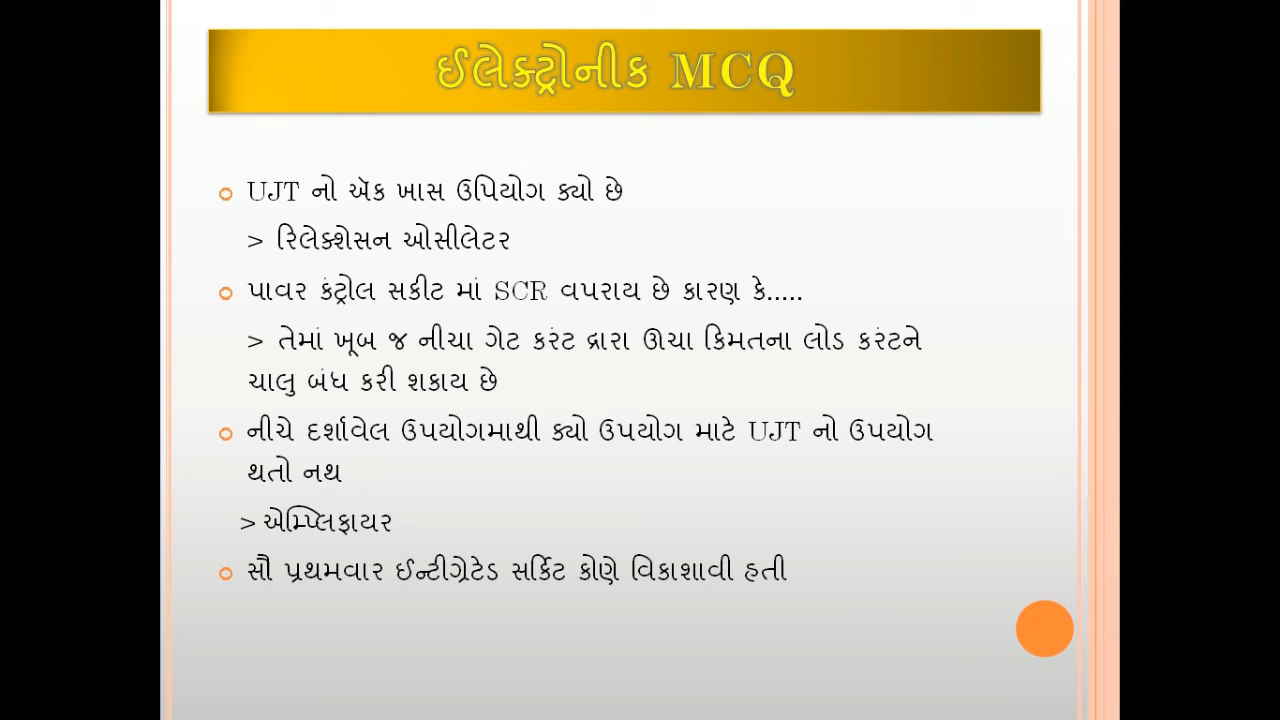 ઈલેક્ટ્રોનીક MCQ
UJT નો ઍક ખાસ ઉપિયોગ ક્યો છે
> રિલેક્શેસન ઓસીલેટર
પાવર કંટ્રોલ સકીટ માં SCR વપરાય છે કારણ કે.....
> તેમાં ખૂબ જ નીચા ગેટ કરંટ દ્રારા ઊચા કિમતના લોડ કરંટને
ચાલુ બંધ કરી શકાય છે
નીચે દર્શાવેલ ઉપયોગમાથી ક્યો ઉપયોગ માટે UJT નો ઉપયોગ
થતો નથ
> એમ્પ્લિફાયર
સૌ પ્રથમવાર ઈન્ટીગ્રેટેડ સર્કિટ કોણે વિકાશાવી હતી